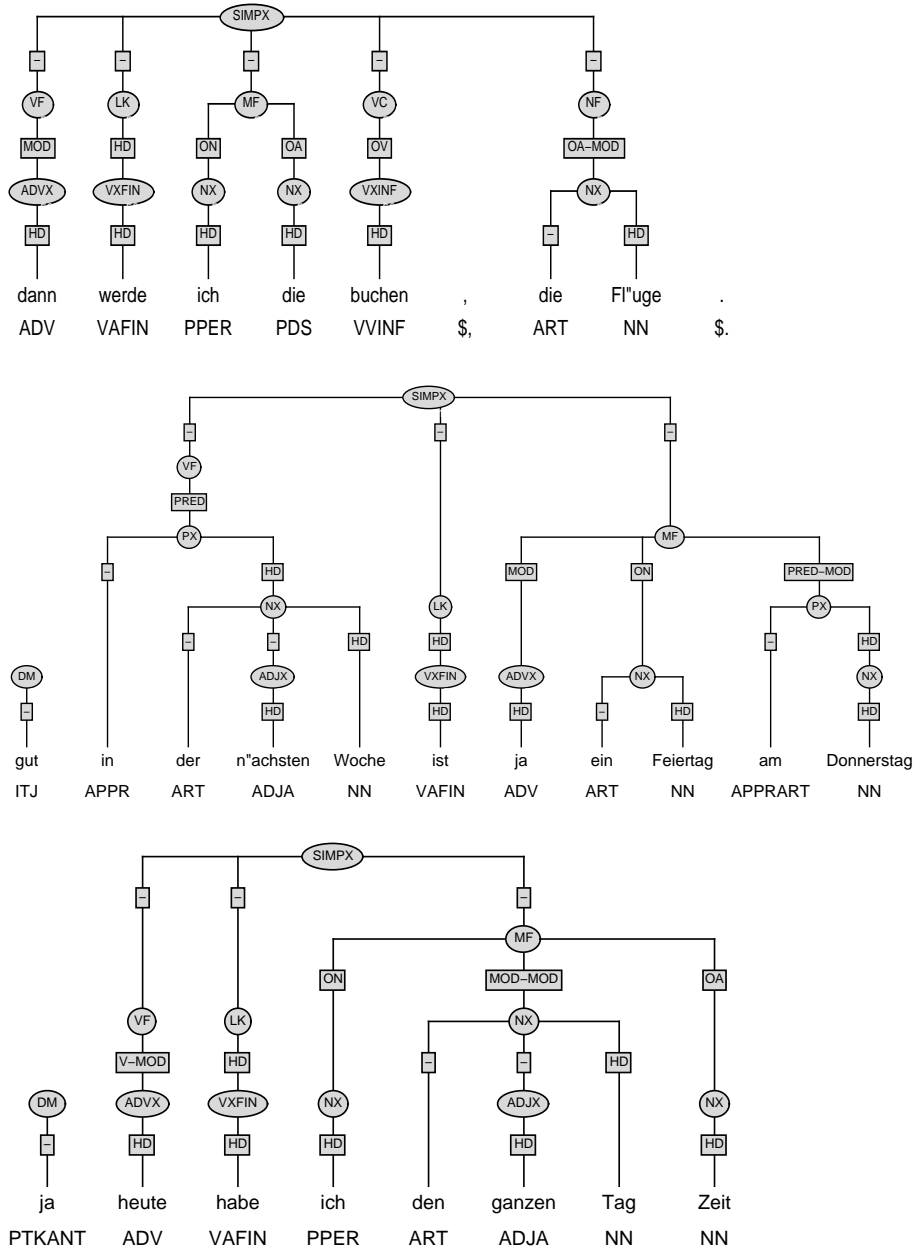 SIMPX
– – – – –
VF LK MF VC NF
MOD HD ON OA OV OA–MOD
ADVX VXFIN NX NX VXINF NX
HD HD HD HD HD – HD
dann werde ich die buchen , die Fl"uge .
ADV VAFIN PPER PDS VVINF $, ART NN $.
SIMPX
– – –
VF
PRED
PX MF
– HD MOD ON PRED–MOD
NX LK PX
– – HD HD – HD
DM ADJX VXFIN ADVX NX NX
– HD HD HD – HD HD
gut in der n"achsten Woche ist ja ein Feiertag am Donnerstag
ITJ APPR ART ADJA NN VAFIN ADV ART NN APPRART NN
SIMPX
– – –
MF
ON MOD–MOD OA
VF LK NX
V–MOD HD – – HD
DM ADVX VXFIN NX ADJX NX
– HD HD HD HD HD
ja heute habe ich den ganzen Tag Zeit
PTKANT ADV VAFIN PPER ART ADJA NN NN